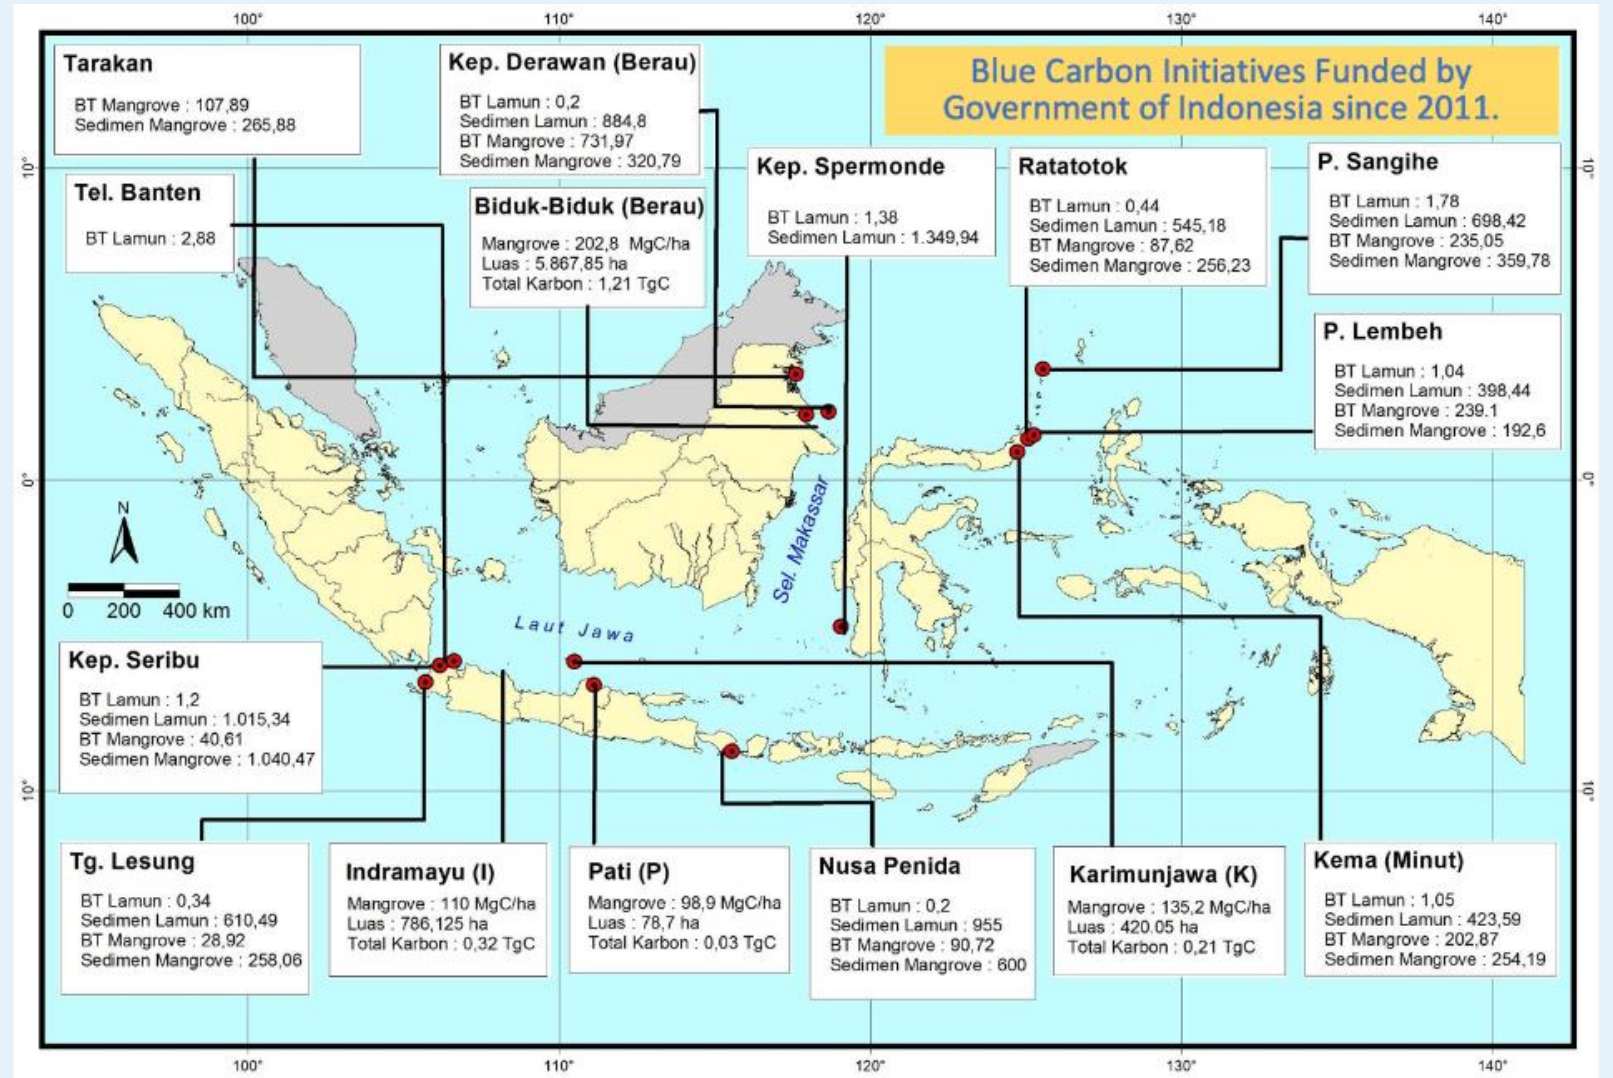 100°
110°
120°
130°
140°
Blue Carbon Initiatives Funded by
Government of Indonesia since 2011.
Tarakan
BT Mangrove : 107,89
Sedimen Mangrove : 265,88
Kep. Derawan (Berau)
BT Lamun : 0,2
Sedimen Lamun : 884,8
BT Mangrove : 731,97
Sedimen Mangrove : 320,79
Kep. Spermonde
BT Lamun : 1,38
Sedimen Lamun : 1.349,94
Ratatotok
BT Lamun : 0,44
Sedimen Lamun : 545,18
BT Mangrove : 87,62
Sedimen Mangrove : 256,23
P. Sangihe
BT Lamun : 1,78
Sedimen Lamun : 698,42
BT Mangrove : 235,05
Sedimen Mangrove : 359,78
10°
10°
Tel. Banten
BT Lamun : 2,88
Biduk-Biduk (Berau)
Mangrove : 202,8 MgC/ha
Luas : 5.867,85 ha
Total Karbon : 1,21 TgC
P. Lembeh
BT Lamun : 1,04
Sedimen Lamun : 398,44
BT Mangrove : 239.1
Sedimen Mangrove : 192,6
0°
0°
N
0 200 400 km
Sel. Makassar
Laut Jawa
Kep. Seribu
BT Lamun : 1,2
Sedimen Lamun : 1.015,34
BT Mangrove : 40,61
Sedimen Mangrove : 1.040,47
10°
10°
Tg. Lesung
BT Lamun : 0,34
Sedimen Lamun : 610,49
BT Mangrove : 28,92
Sedimen Mangrove : 258,06
Indramayu (I)
Mangrove : 110 MgC/ha
Luas : 786,125 ha
Total Karbon : 0,32 TgC
Pati (P)
Mangrove : 98,9 MgC/ha
Luas : 78,7 ha
Total Karbon : 0,03 TgC
Nusa Penida
BT Lamun : 0,2
Sedimen Lamun : 955
BT Mangrove : 90,72
Sedimen Mangrove : 600
Karimunjawa (K)
Mangrove : 135,2 MgC/ha
Luas : 420.05 ha
Total Karbon : 0,21 TgC
Kema (Minut)
BT Lamun : 1,05
Sedimen Lamun : 423,59
BT Mangrove : 202,87
Sedimen Mangrove : 254,19
100°
110°
120°
130°
140°